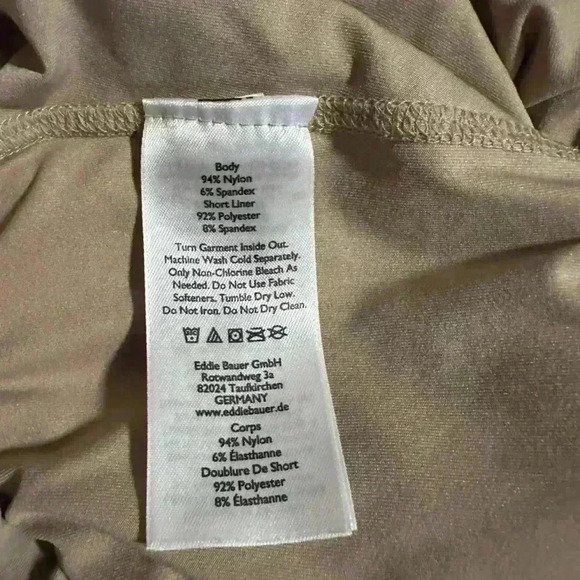 Body
94% Nylon
6% Spandex
Short Liner
92% Polyester
8% Spandex
Turn Garment Inside Out.
Machine Wash Cold Separately.
Only Non-Chlorine Bleach As
Needed. Do Not Use Fabric
Softeners. Tumble Dry Low.
Do Not Iron. Do Not Dry Clean.
Eddie Bauer GmbH
Rotwandweg 3a
82024 Taufkirchen
GERMANY
www.eddiebauer.de
Corps
94% Nylon
6% Élasthanne
Doublure De Short
92% Polyester
8% Élasthanne